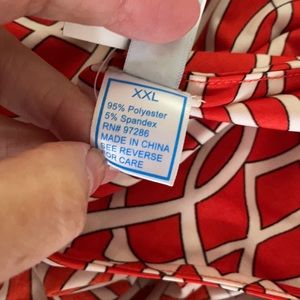 XXL
95% Polyester
5% Spandex
RN# 97286
MADE IN CHINA
SEE REVERSE
FOR CARE